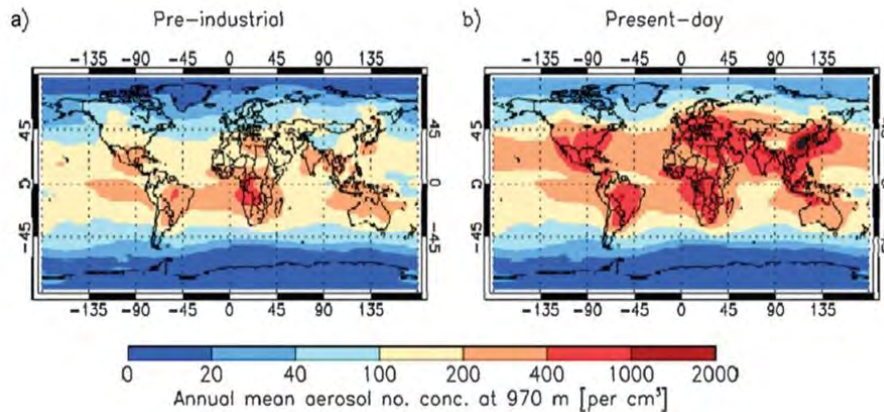 a) Pre-industrial
b) Present-day
-135 -90 -45 0 45 90 135
-135 -90 -45 0 45 90 135
45 45 45
0 0
-45 -45 -45
-135 -90 -45 0 45 90 135
-135 -90 -45 0 45 90 135
0 20 40 100 200 400 1000 2000
Annual mean aerosol no. conc. at 970 m [per cm³]